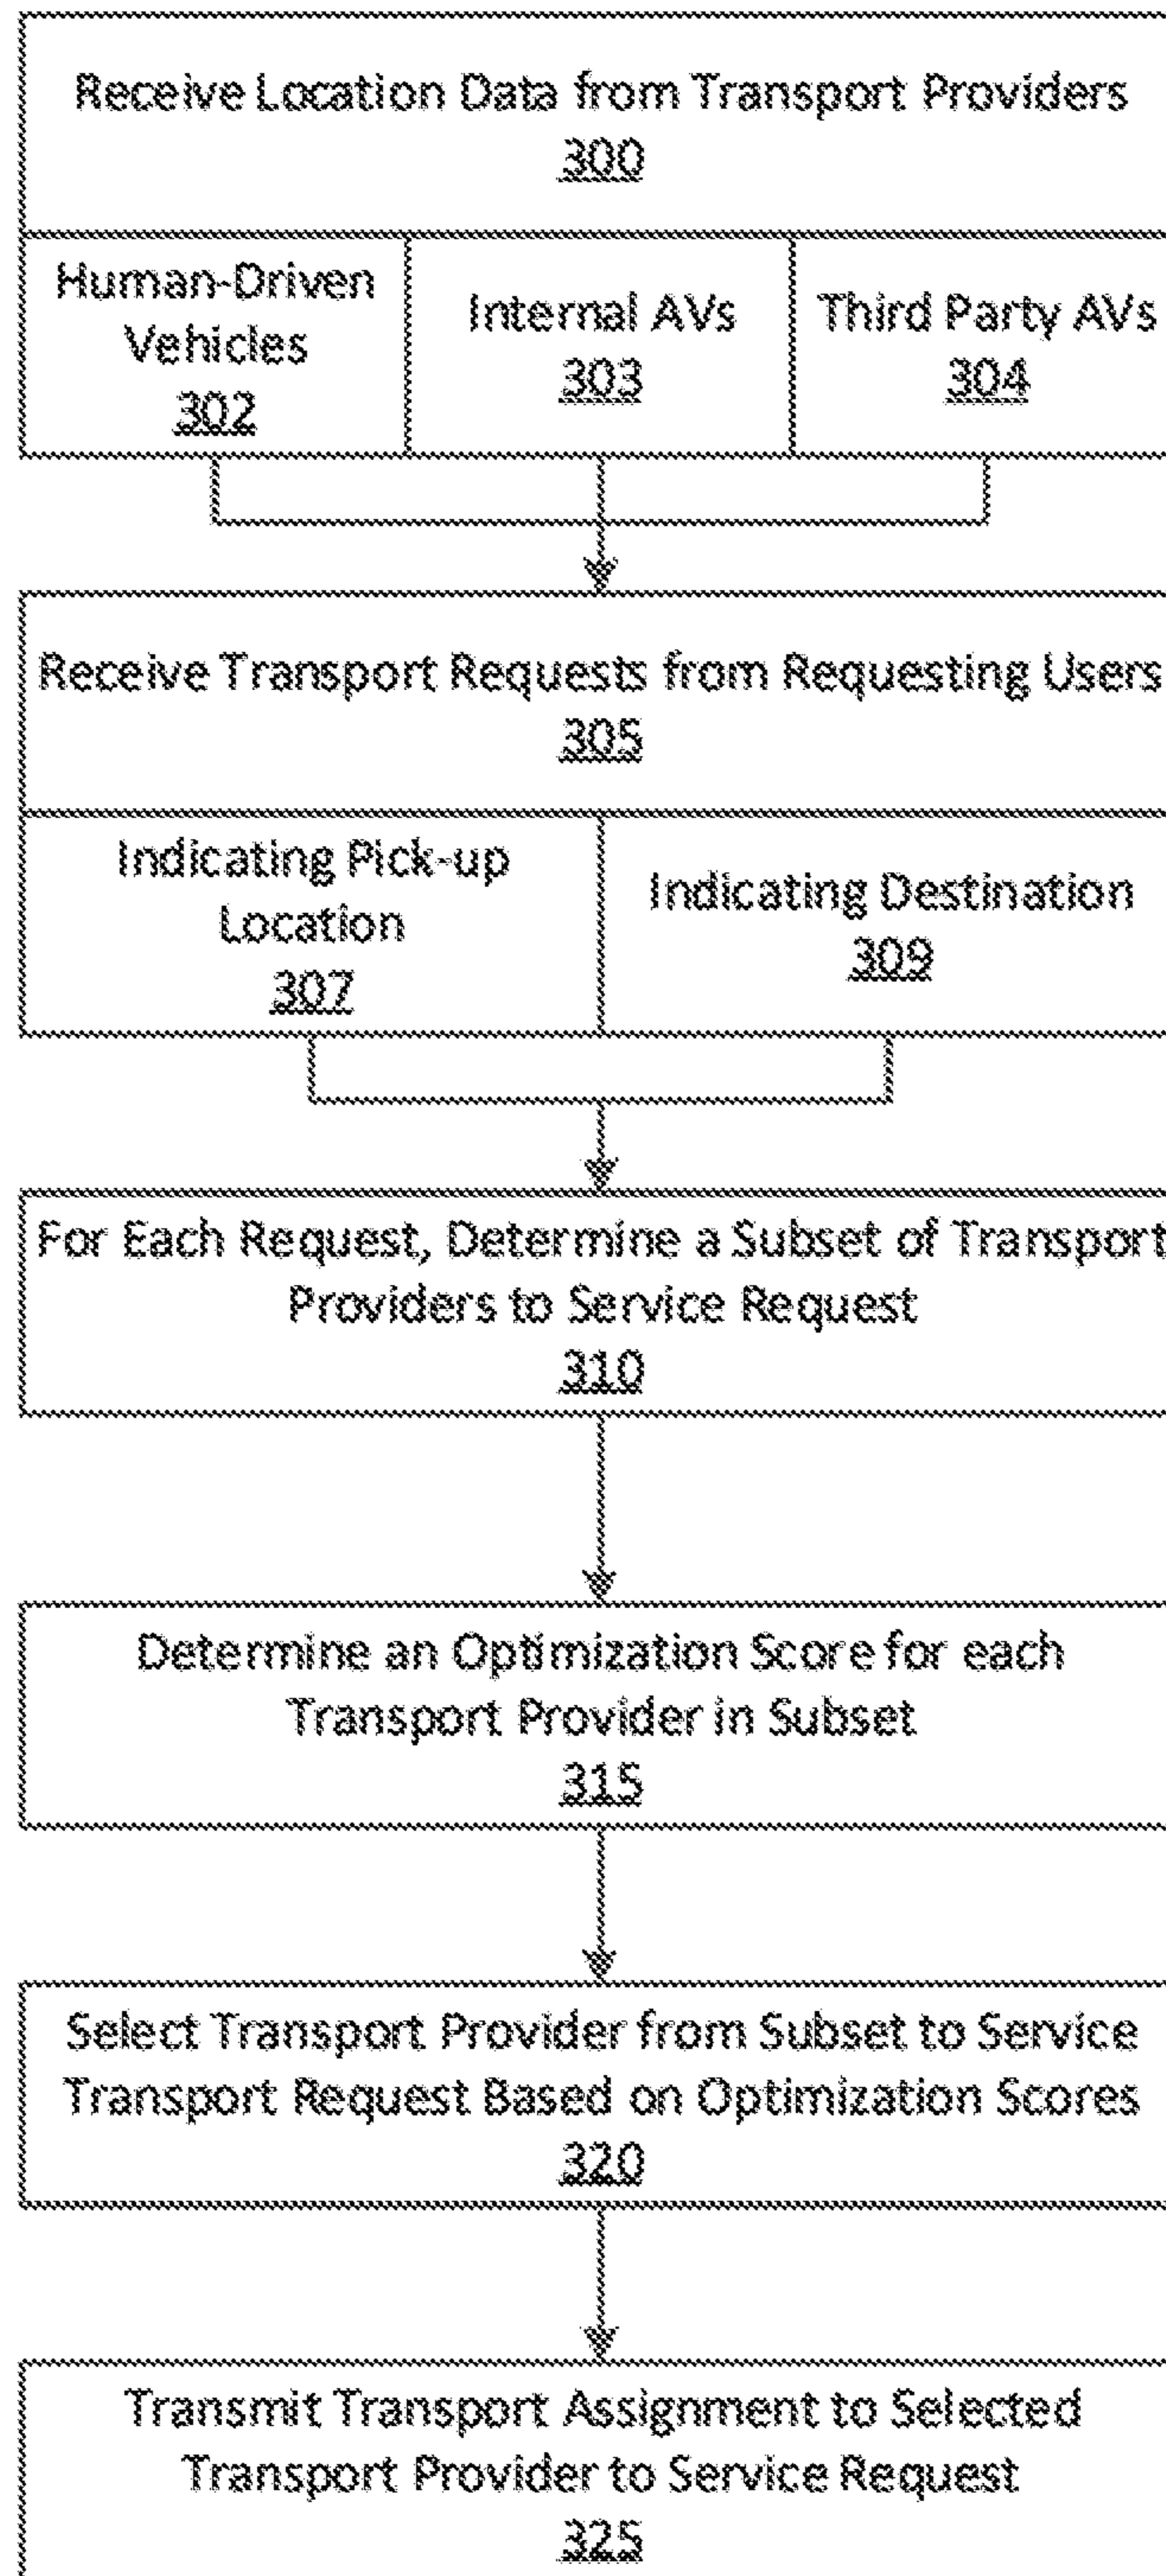 Receive Location Data from Transport Providers
300
Human-Driven
Vehicles
302
Internal AVs
303
Third Party AVs
304
Receive Transport Requests from Requesting Users
305
Indicating Pick-up
Location
307
Indicating Destination
309
For Each Request, Determine a Subset of Transport
Providers to Service Request
310
Determine an Optimization Score for each
Transport Provider in Subset
315
Select Transport Provider from Subset to Service
Transport Request Based on Optimization Scores
320
Transmit Transport Assignment to Selected
Transport Provider to Service Request
325